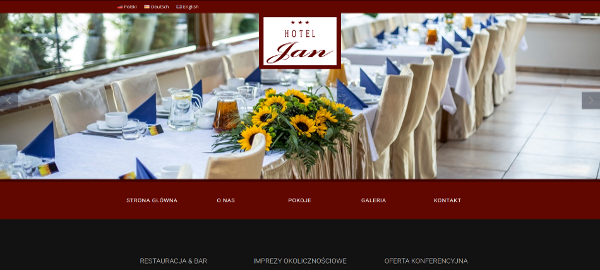 Polski Deutsch English
★★★
HOTEL
Jan
STRONA GŁÓWNA O NAS POKOJE GALERIA KONTAKT
RESTAURACJA & BAR IMPREZY OKOLICZNOŚCIOWE OFERTA KONFERENCYJNA